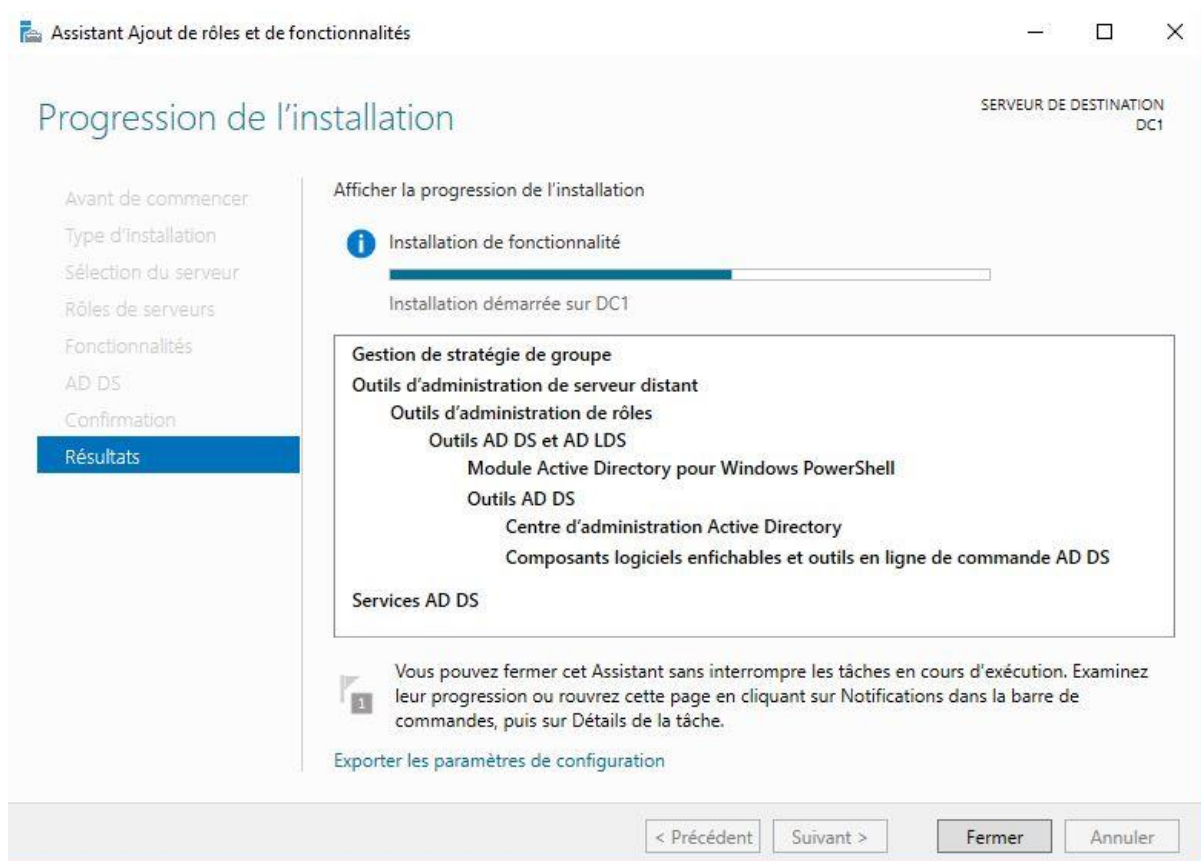 Assistant Ajout de rôles et de fonctionnalités
Progression de l'installation
SERVEUR DE DESTINATION
DC1
Avant de commencer
Type d'installation
Sélection du serveur
Rôles de serveurs
Fonctionnalités
AD DS
Confirmation
Résultats
Afficher la progression de l'installation
Installation de fonctionnalité
Installation démarrée sur DC1
Gestion de stratégie de groupe
Outils d'administration de serveur distant
Outils d'administration de rôles
Outils AD DS et AD LDS
Module Active Directory pour Windows PowerShell
Outils AD DS
Centre d'administration Active Directory
Composants logiciels enfichables et outils en ligne de commande AD DS
Services AD DS
1
Vous pouvez fermer cet Assistant sans interrompre les tâches en cours d'exécution. Examinez
leur progression ou rouvrez cette page en cliquant sur Notifications dans la barre de
commandes, puis sur Détails de la tâche.
Exporter les paramètres de configuration
< Précédent
Suivant >
Fermer
Annuler